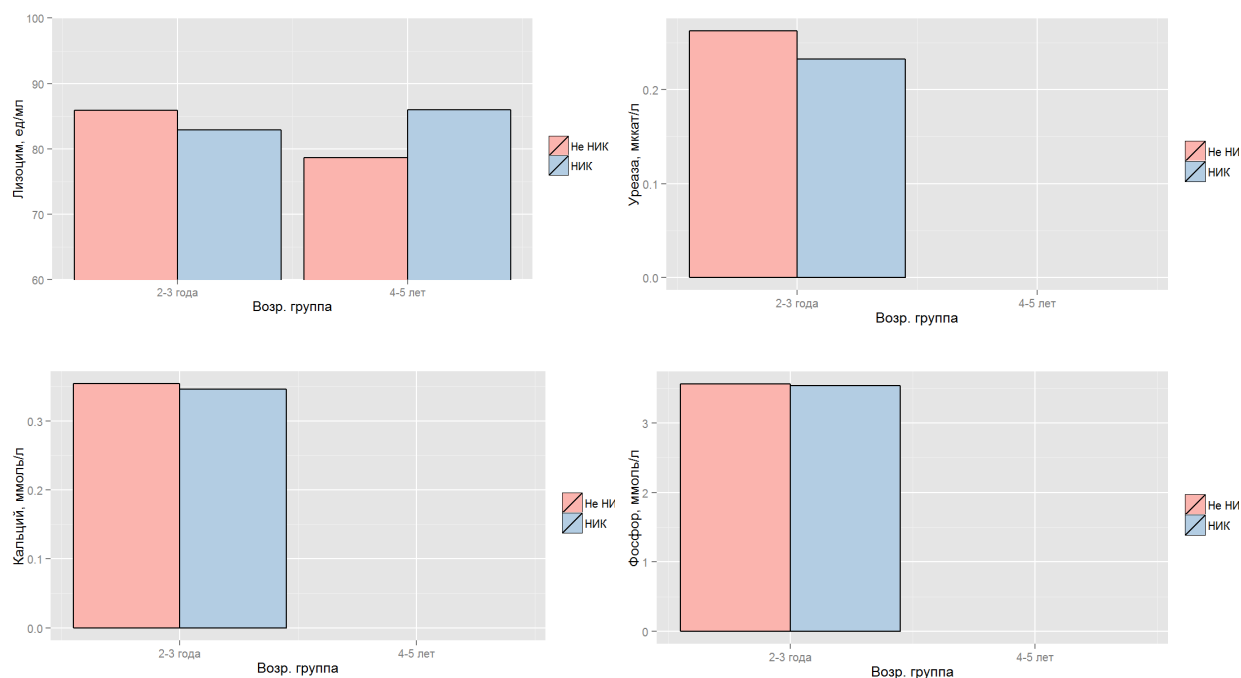 100
90
80
70
60
Лизоцим, ед/мл
2-3 года
4-5 лет
Возр. группа
Не НИК
НИК
0.2
0.1
0.0
Уреаза, мккат/л
2-3 года
4-5 лет
Возр. группа
Не НИ
НИК
0.3
0.2
0.1
0.0
Кальций, ммоль/л
2-3 года
4-5 лет
Возр. группа
Не НИ
НИК
3
2
1
0
Фосфор, ммоль/л
2-3 года
4-5 лет
Возр. группа
Не НИ
НИК